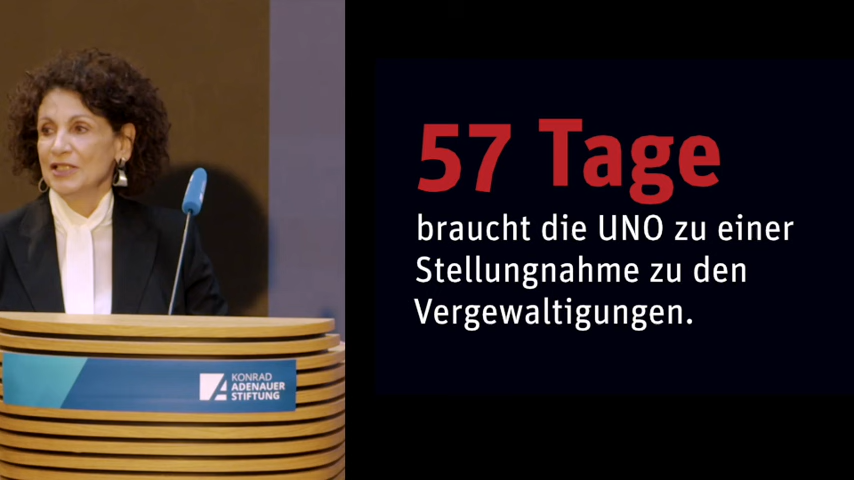 57 Tage
braucht die UNO zu einer
Stellungnahme zu den
Vergewaltigungen.
KONRAD
ADENAUER
STIFTUNG